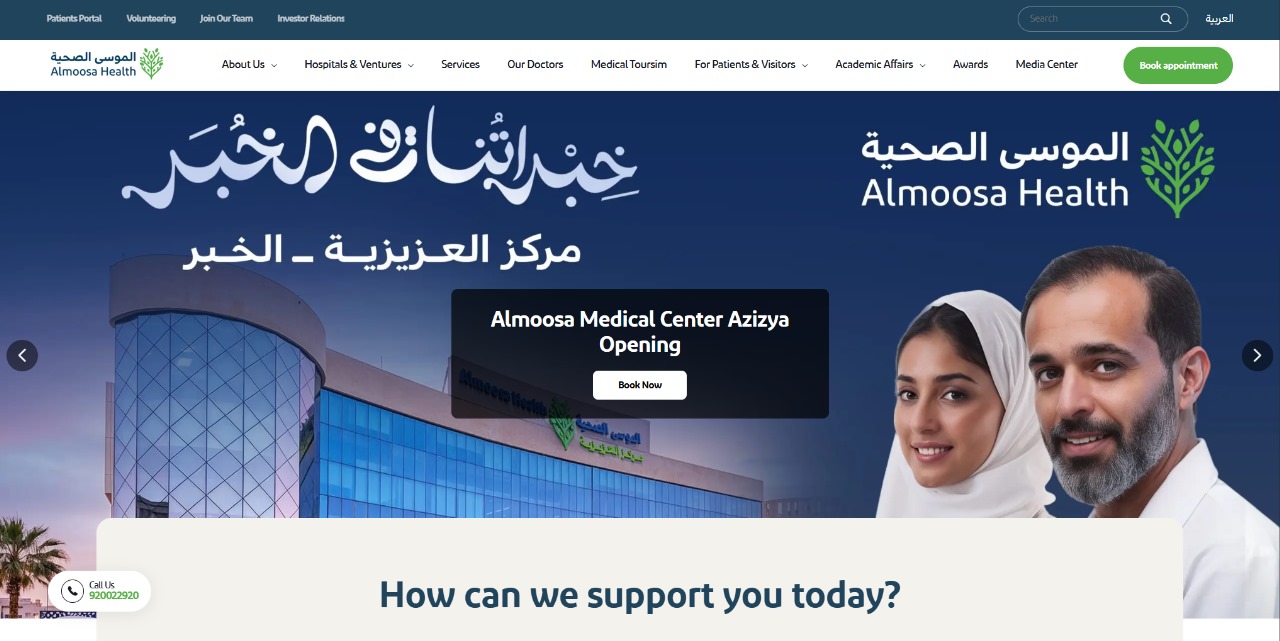 Patients Portal
Volunteering
Join Our Team
Investor Relations
Search
العربية
الموسى الصحية
Almoosa Health
About Us
Hospitals & Ventures
Services
Our Doctors
Medical Toursim
For Patients & Visitors
Academic Affairs
Awards
Media Center
Book appointment
خبراتنا في الخبر
مركز العزيزية – الخبر
الموسى الصحية
Almoosa Health
Almoosa Medical Center Azizya
Opening
Book Now
Almoosa Health
الموسى الصحية
مركز العزيزية
How can we support you today?
Call Us
920022920